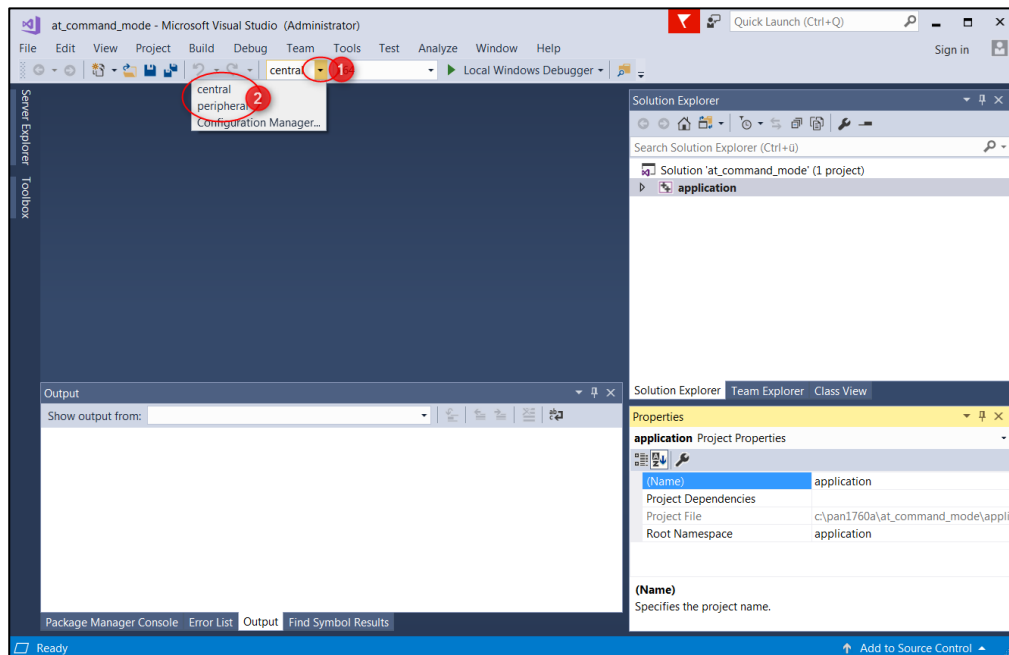 at_command_mode - Microsoft Visual Studio (Administrator)
Quick Launch (Ctrl+Q)
File Edit View Project Build Debug Team Tools Test Analyze Window Help
Sign in
central 1 Local Windows Debugger
central
peripheral 2
Configuration Manager...
Server Explorer
Toolbox
Solution Explorer
Search Solution Explorer (Ctrl+ü)
Solution 'at_command_mode' (1 project)
application
Output
Show output from:
Solution Explorer Team Explorer Class View
Properties
application Project Properties
(Name) application
Project Dependencies
Project File c:\pan1760a\at_command_mode\appli
Root Namespace application
(Name)
Specifies the project name.
Package Manager Console Error List Output Find Symbol Results
Ready
Add to Source Control